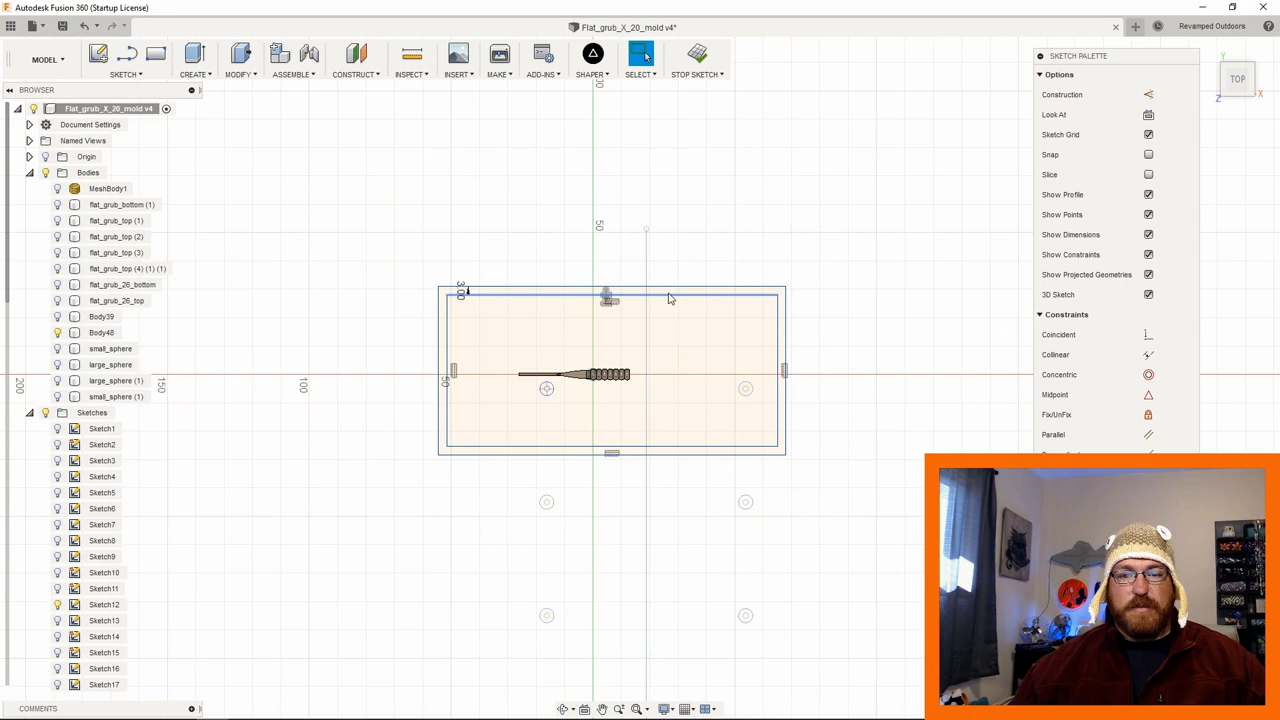 Autodesk Fusion 360 (Startup License)
Flat_grub_X_20_mold v4*
Revamped Outdoors
MODEL
SKETCH
CREATE
MODIFY
ASSEMBLE
CONSTRUCT
INSPECT
INSERT
MAKE
ADD-INS
SHAPER
SELECT
STOP SKETCH
BROWSER
Flat_grub_X_20_mold v4
Document Settings
Named Views
Origin
Bodies
MeshBody1
flat_grub_bottom (1)
flat_grub_top (1)
flat_grub_top (2)
flat_grub_top (3)
flat_grub_top (4) (1) (1)
flat_grub_26_bottom
flat_grub_26_top
Body39
Body48
small_sphere
large_sphere
large_sphere (1)
small_sphere (1)
Sketches
Sketch1
Sketch2
Sketch3
Sketch4
Sketch5
Sketch6
Sketch7
Sketch8
Sketch9
Sketch10
Sketch11
Sketch12
Sketch13
Sketch14
Sketch15
Sketch16
Sketch17
COMMENTS
50
3.00
200
150
100
50
SKETCH PALETTE
Options
Construction
Look At
Sketch Grid
Snap
Slice
Show Profile
Show Points
Show Dimensions
Show Constraints
Show Projected Geometries
3D Sketch
Constraints
Coincident
Collinear
Concentric
Midpoint
Fix/UnFix
Parallel
TOP
Y
X
Z